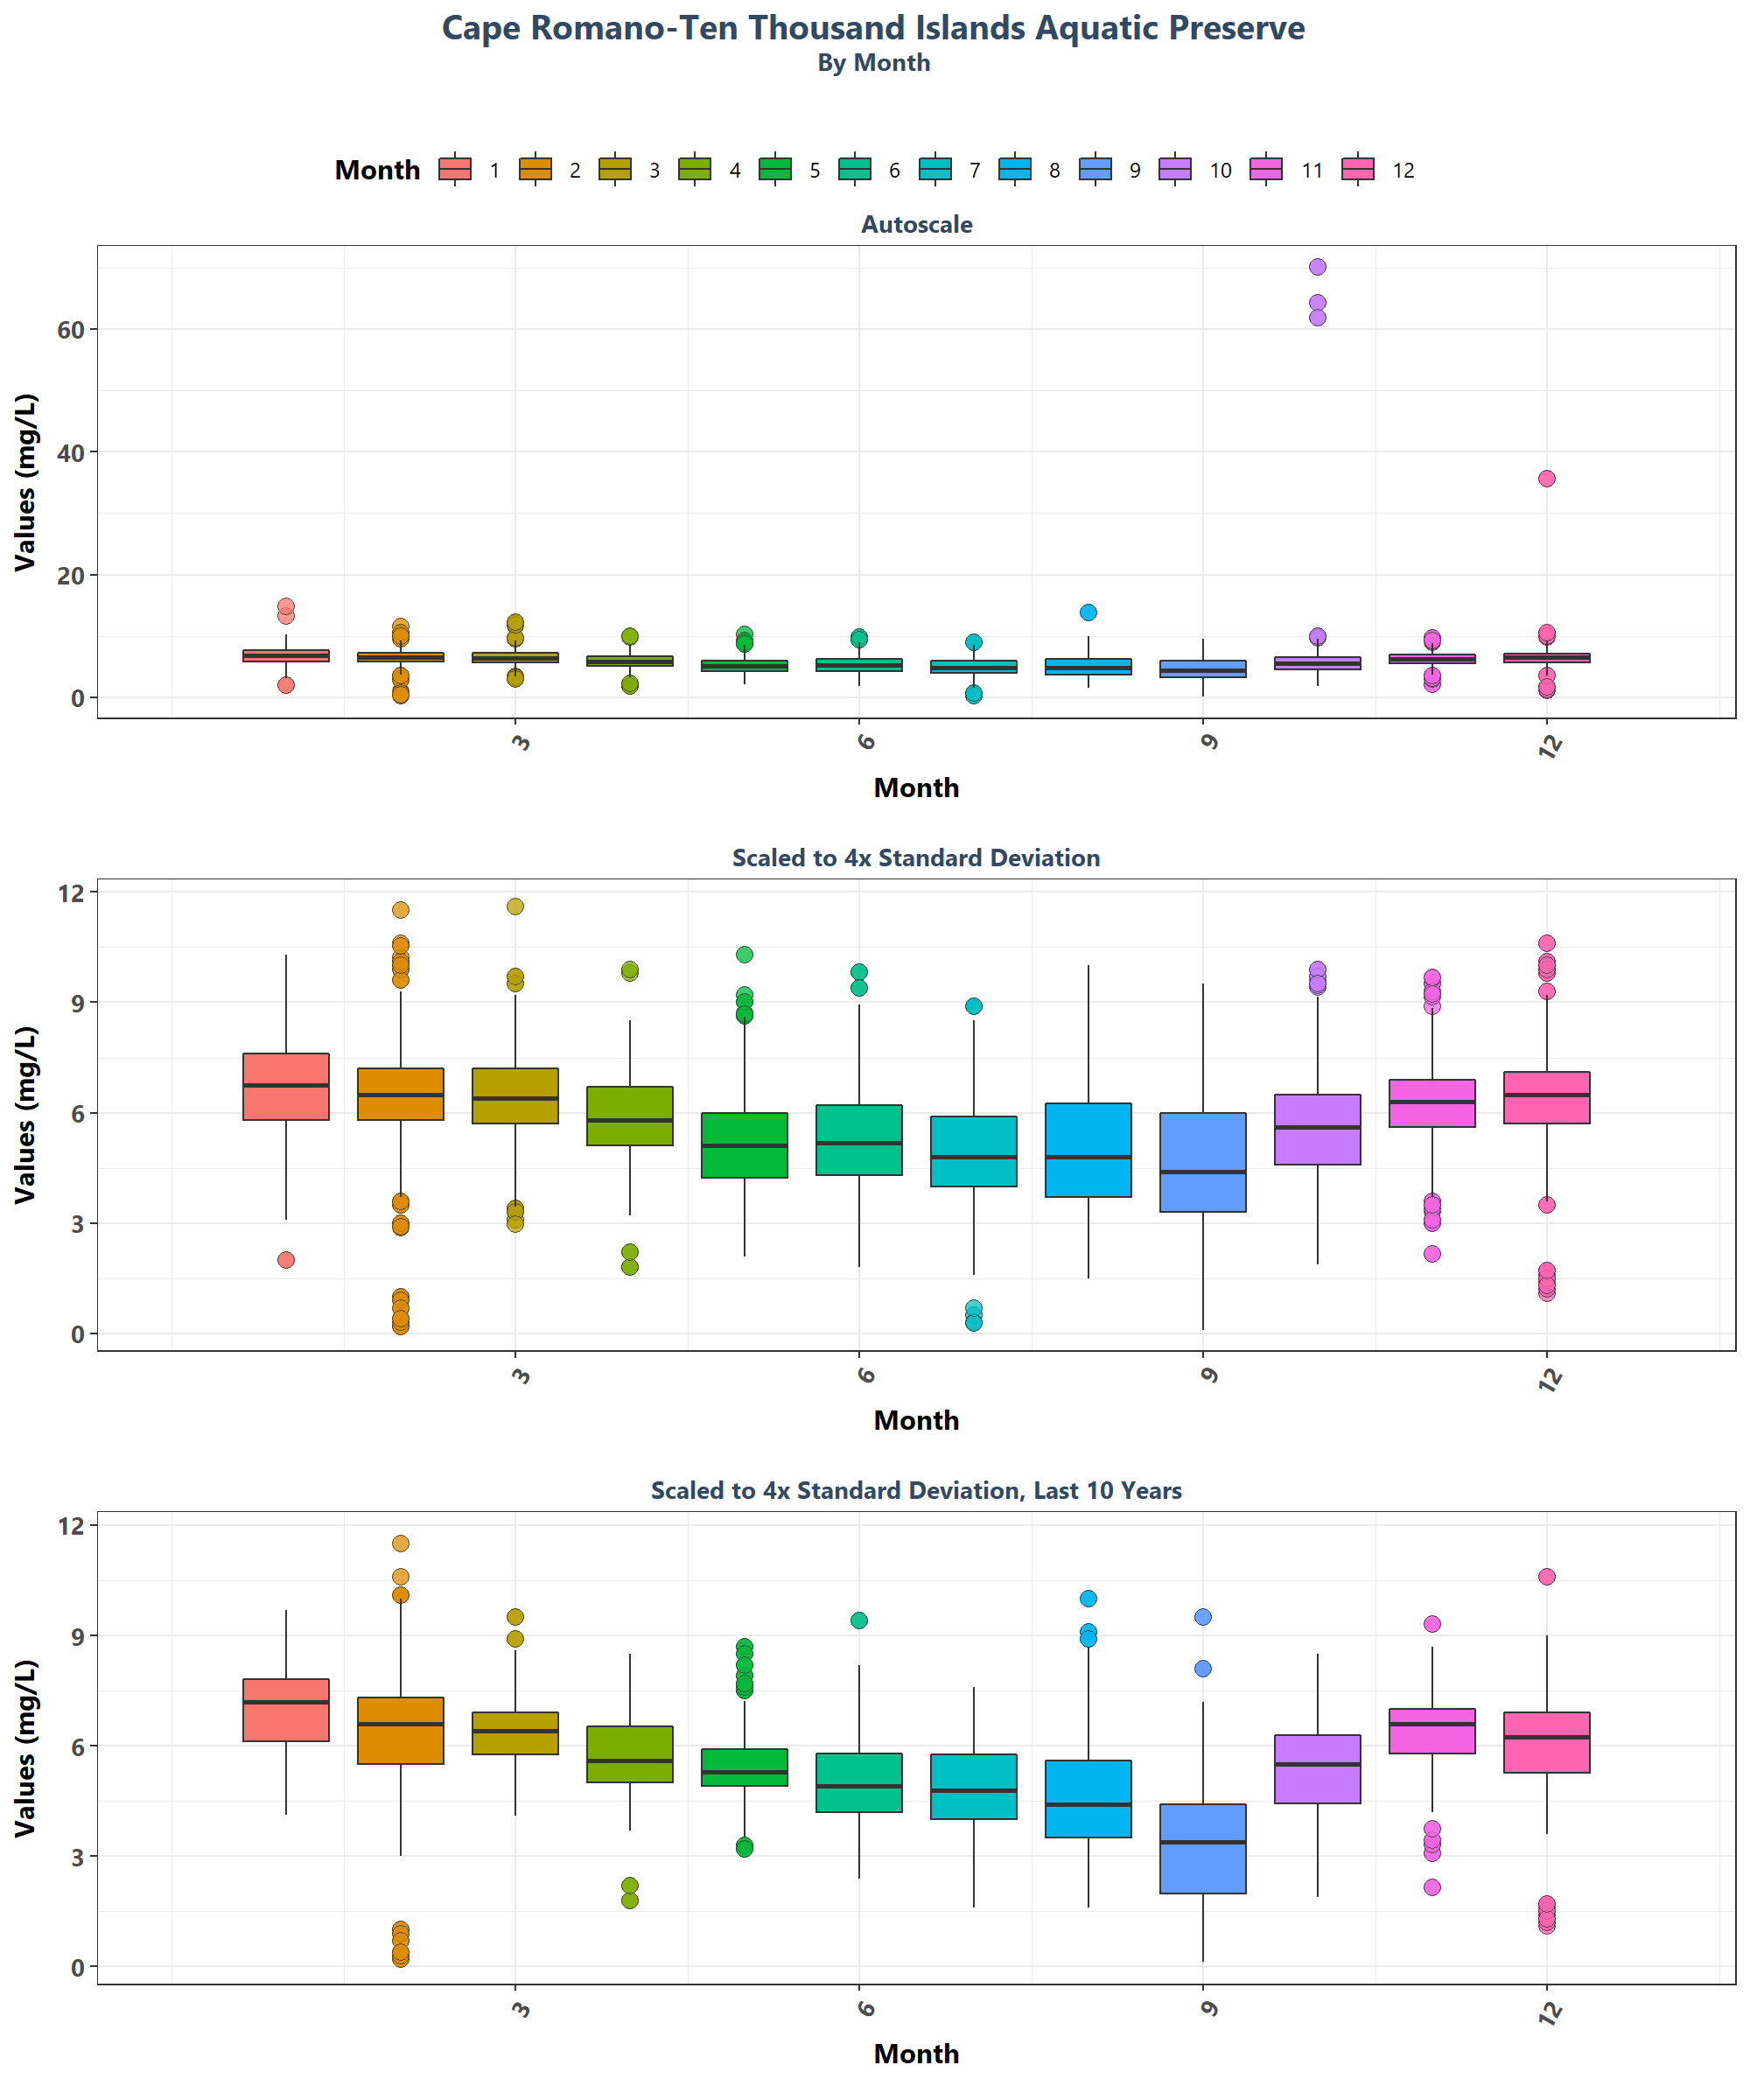 Cape Romano-Ten Thousand Islands Aquatic Preserve
By Month
Month 1 2 3 4 5 6 7 8 9 10 11 12
Autoscale
Values (mg/L)
60
40
20
0
3 6 9 12
Month
Scaled to 4x Standard Deviation
Values (mg/L)
12
9
6
3
0
3 6 9 12
Month
Scaled to 4x Standard Deviation, Last 10 Years
Values (mg/L)
12
9
6
3
0
3 6 9 12
Month